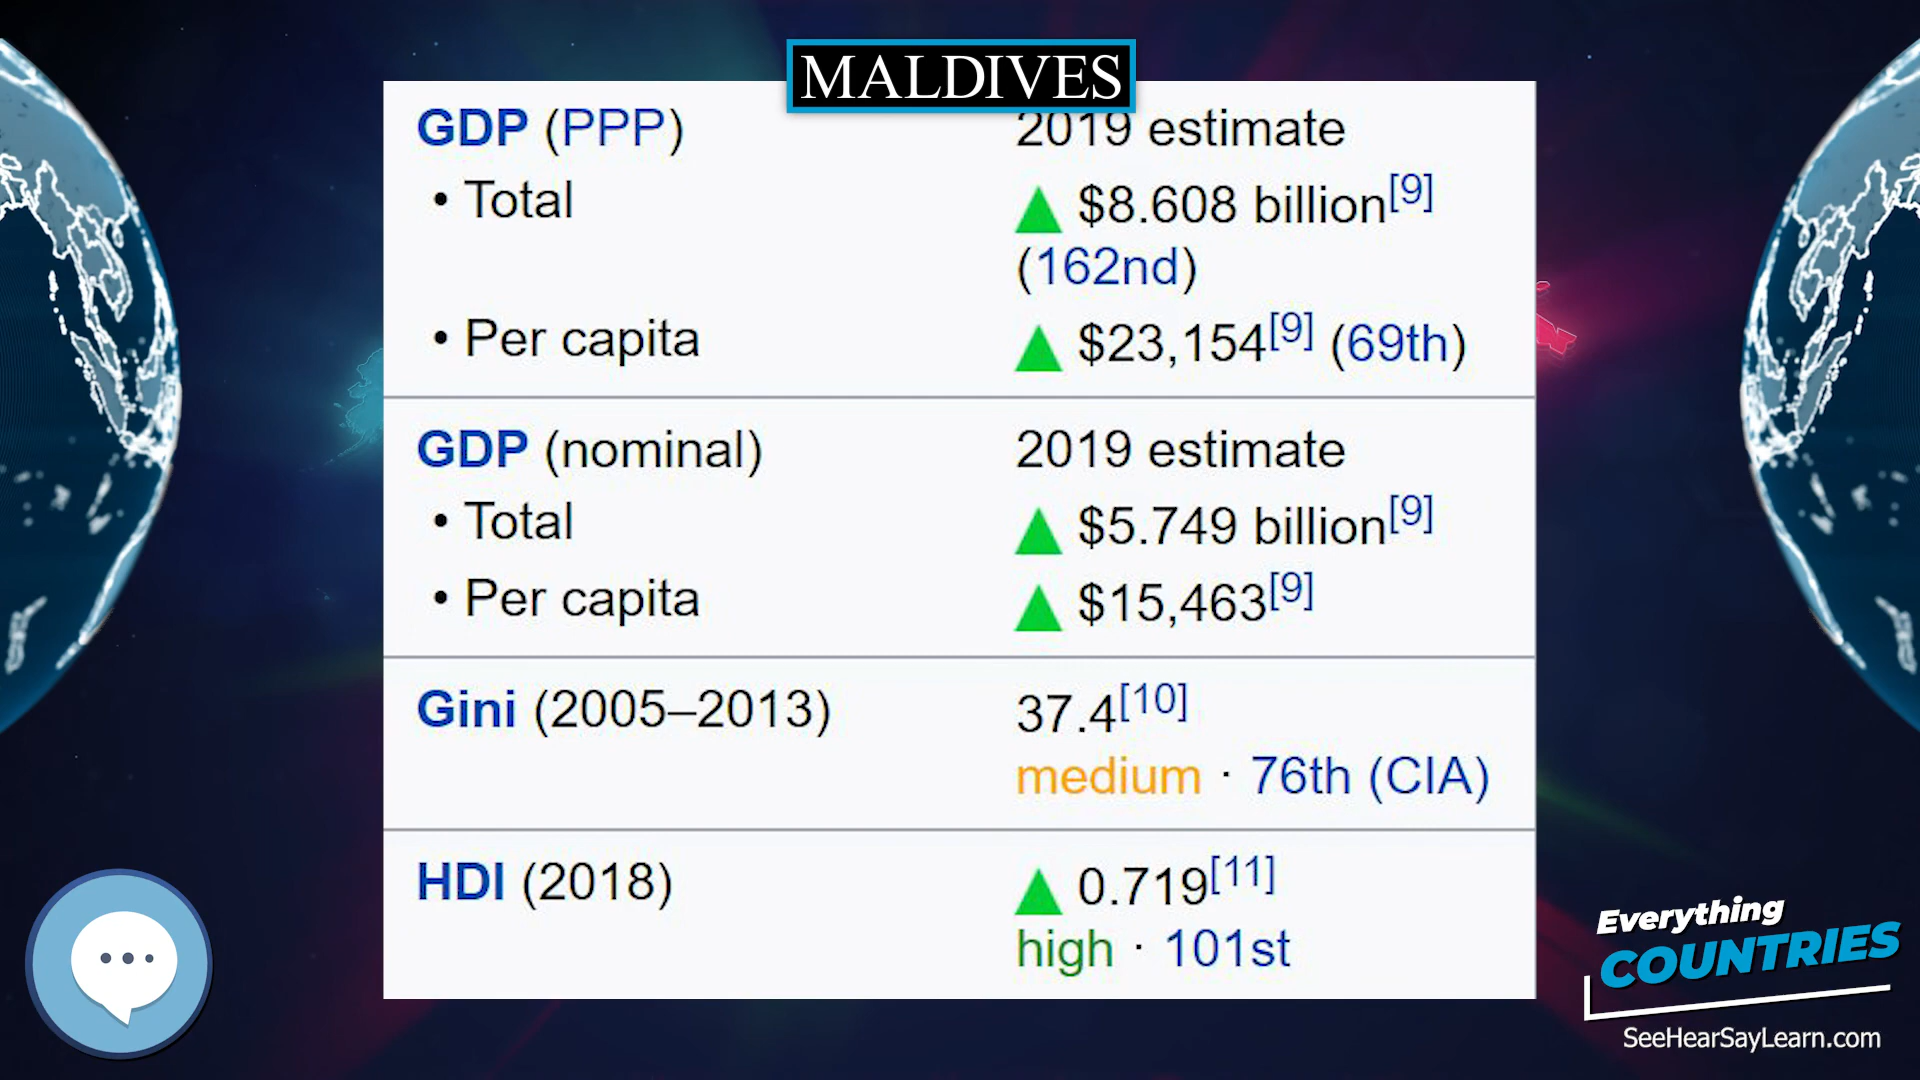 MALDIVES
GDP (PPP) 2019 estimate
• Total ▲ $8.608 billion[9]
(162nd)
• Per capita ▲ $23,154[9] (69th)
GDP (nominal) 2019 estimate
• Total ▲ $5.749 billion[9]
• Per capita ▲ $15,463[9]
Gini (2005–2013) 37.4[10]
medium · 76th (CIA)
HDI (2018) ▲ 0.719[11]
high · 101st
Everything
COUNTRIES
SeeHearSayLearn.com